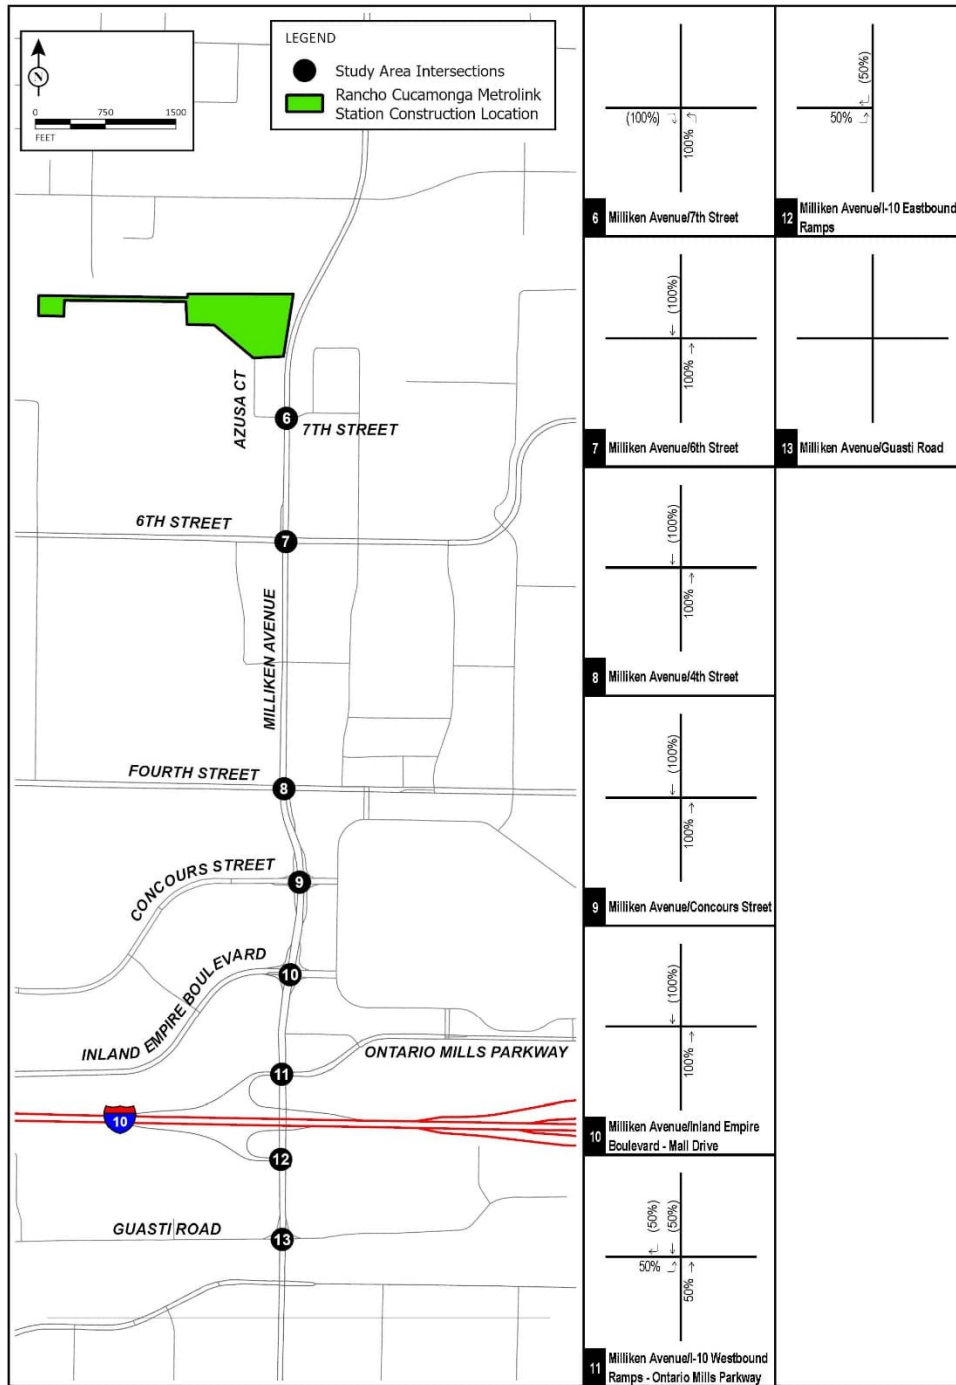 LEGEND
Study Area Intersections
Rancho Cucamonga Metrolink
Station Construction Location
N
0 750 1500
FEET
AZUSA CT
6
7TH STREET
6TH STREET
7
MILLIKEN AVENUE
FOURTH STREET
8
CONCOURS STREET
9
INLAND EMPIRE BOULEVARD
10
ONTARIO MILLS PARKWAY
11
10
12
GUASTI ROAD
13
(100%)
100%
6 Milliken Avenue/7th Street
(50%)
50%
12 Milliken Avenue/I-10 Eastbound
Ramps
(100%)
100%
7 Milliken Avenue/6th Street
13 Milliken Avenue/Guasti Road
(100%)
100%
8 Milliken Avenue/4th Street
(100%)
100%
9 Milliken Avenue/Concours Street
(100%)
100%
10 Milliken Avenue/Inland Empire
Boulevard - Mall Drive
(50%)
(50%)
50%
50%
11 Milliken Avenue/I-10 Westbound
Ramps - Ontario Mills Parkway